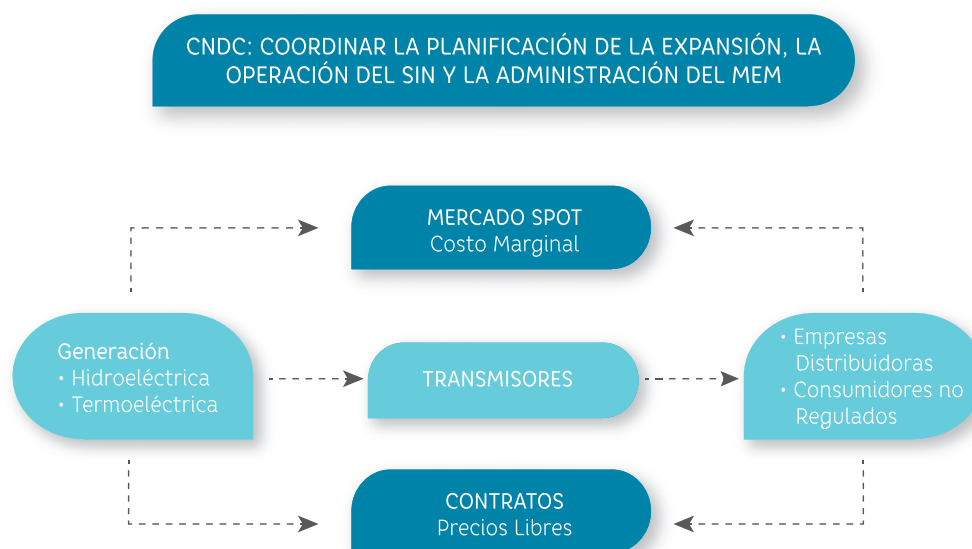 CNDC: COORDINAR LA PLANIFICACIÓN DE LA EXPANSIÓN, LA
OPERACIÓN DEL SIN Y LA ADMINISTRACIÓN DEL MEM
MERCADO SPOT
Costo Marginal
Generación
• Hidroeléctrica
• Termoeléctrica
TRANSMISORES
• Empresas
Distribuidoras
• Consumidores no
Regulados
CONTRATOS
Precios Libres